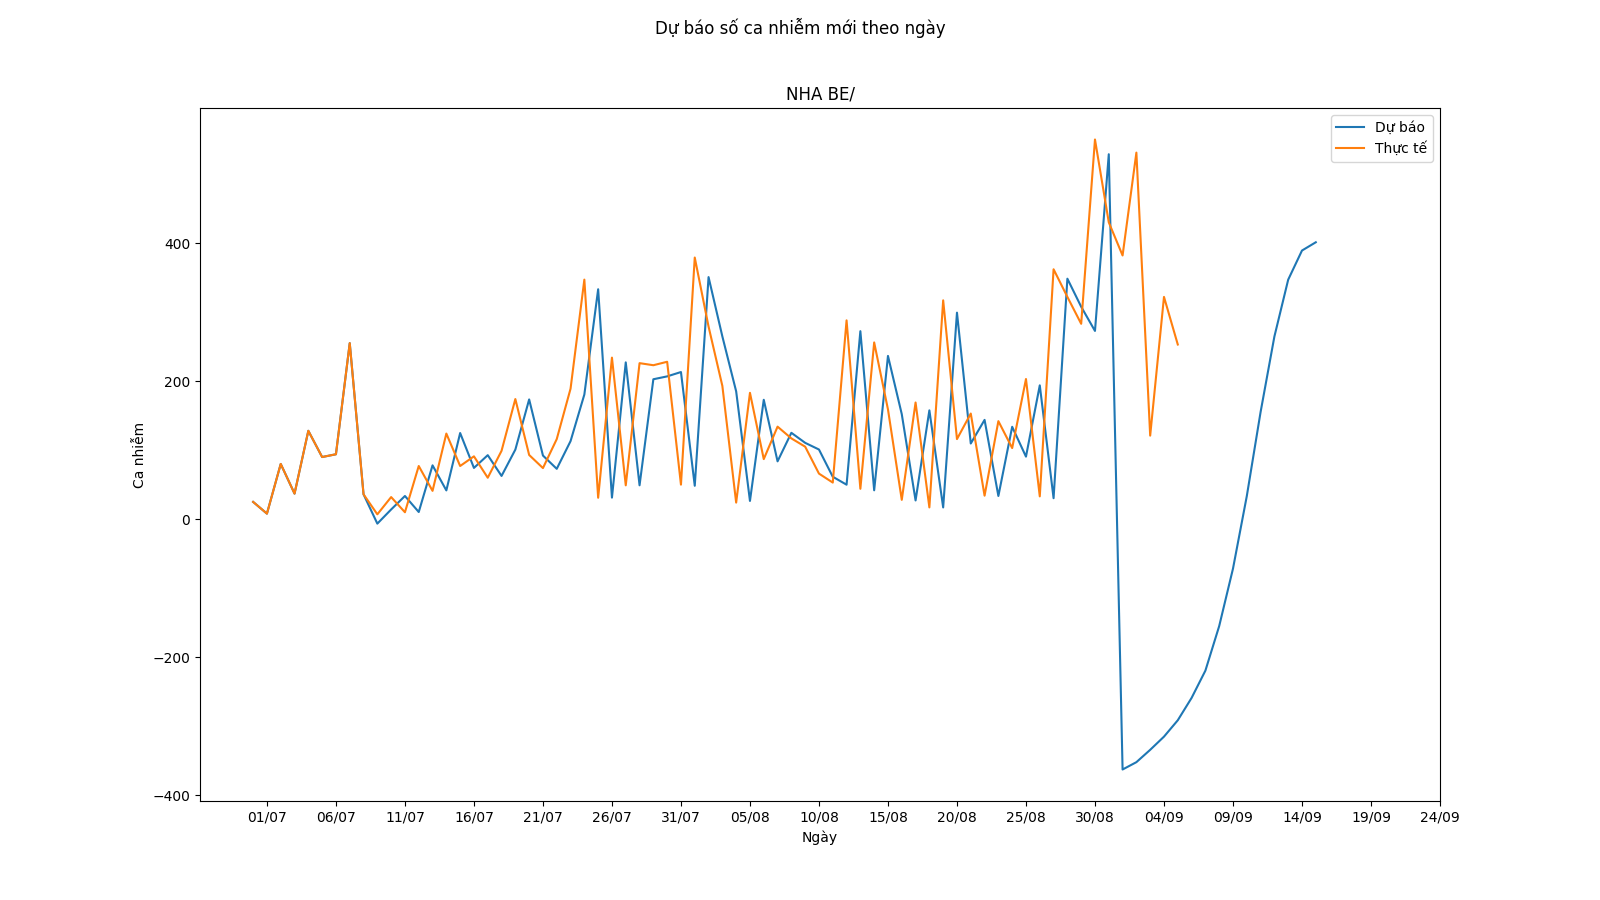 Dự báo số ca nhiễm mới theo ngày
NHA BE/
Dự báo
Thực tế
Ca nhiễm
400
200
0
−200
−400
01/07 06/07 11/07 16/07 21/07 26/07 31/07 05/08 10/08 15/08 20/08 25/08 30/08 04/09 09/09 14/09 19/09 24/09
Ngày